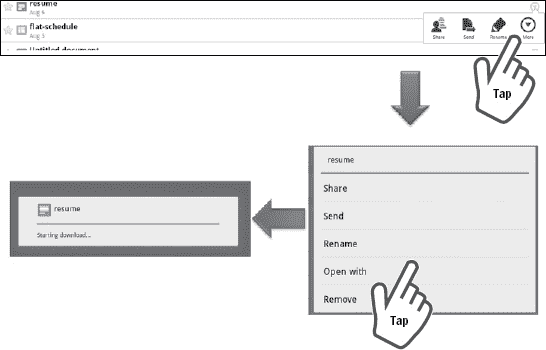 resume
Aug 5
flat-schedule
Aug 3
Untitled document
Share
Send
Rename
More
Tap
resume
Share
Send
Rename
Open with
Remove
Tap
resume
Starting download...